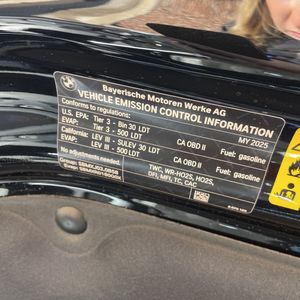 Bayerische Motoren Werke AG
VEHICLE EMISSION CONTROL INFORMATION
Conforms to regulations: MY 2025
U.S. EPA: Tier 3 - Bin 30 LDT CA OBD II Fuel: gasoline
EVAP: Tier 3 - 500 LDT
California: LEV III - SULEV 30 LDT CA OBD II Fuel: gasoline
EVAP: LEV III - 500 LDT
Group: TWC, WR-HO2S, HO2S,
Evap: DFI, MFI, TC, CAC